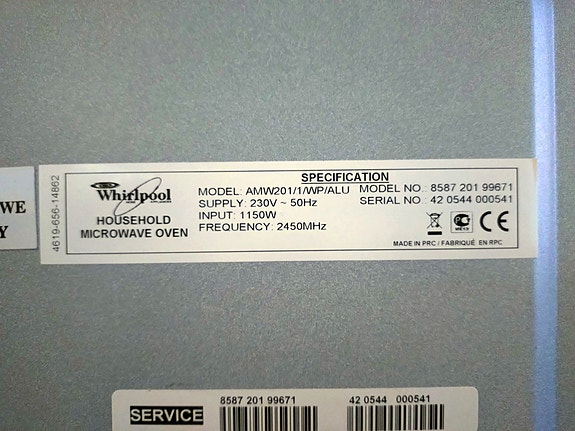 WE
Y
4619-656-14862
Whirlpool
HOUSEHOLD
MICROWAVE OVEN
SPECIFICATION
MODEL: AMW201/1/WP/ALU MODEL NO.: 8587 201 99671
SUPPLY: 230V ~ 50Hz SERIAL NO.: 42 0544 000541
INPUT: 1150W
FREQUENCY: 2450MHz
ME13
CE
MADE IN PRC / FABRIQUÉ EN RPC
SERVICE
8587 201 99671
42 0544 000541